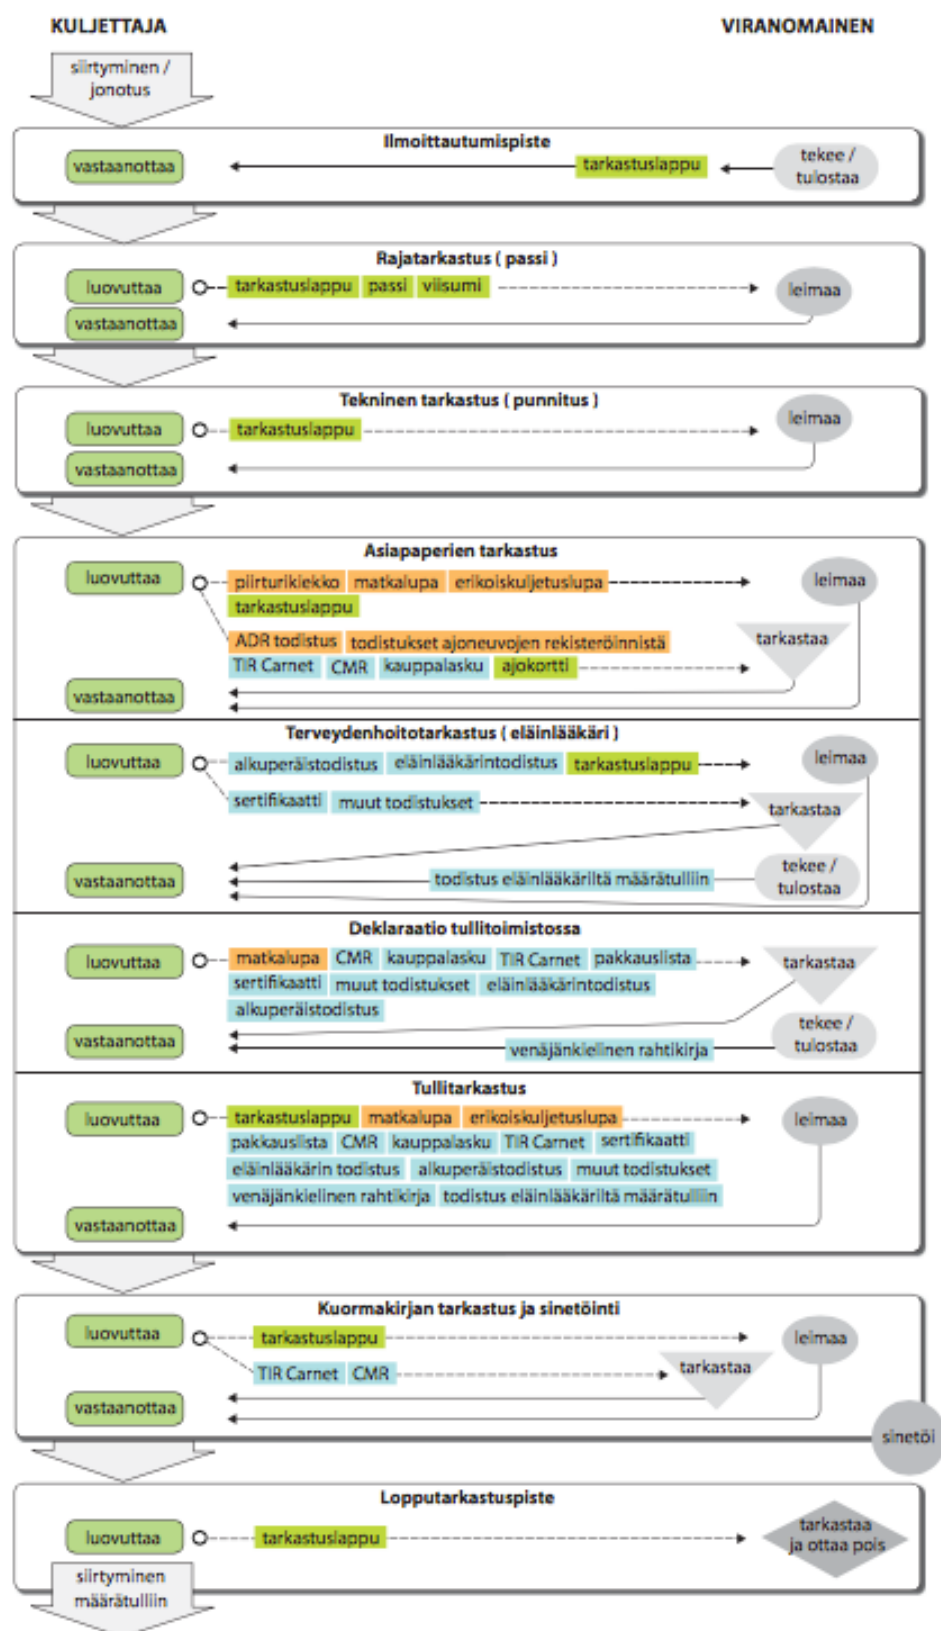 KULJETTAJA VIRANOMAINEN
siirtyminen /
jonotus
Ilmoittautumispiste
vastaanottaa tarkastuslappu tekee /
tulostaa
Rajatarkastus ( passi )
luovuttaa tarkastuslappu passi viisumi leimaa
vastaanottaa
Tekninen tarkastus ( punnitus )
luovuttaa tarkastuslappu leimaa
vastaanottaa
Asiapaperien tarkastus
luovuttaa piirturikiekko matkalupa erikoiskuljetuslupa leimaa
tarkastuslappu
ADR todistus todistukset ajoneuvojen rekisteröinnistä tarkastaa
TIR Carnet CMR kauppalasku ajokortti
vastaanottaa
Terveydenhoitotarkastus ( eläinlääkäri )
luovuttaa alkuperäistodistus eläinlääkärintodistus tarkastuslappu leimaa
sertifikaatti muut todistukset tarkastaa
vastaanottaa todistus eläinlääkäriltä määrätulliin tekee /
tulostaa
Deklaraatio tullitoimistossa
luovuttaa matkalupa CMR kauppalasku TIR Carnet pakkauslista tarkastaa
sertifikaatti muut todistukset eläinlääkärintodistus
alkuperäistodistus
vastaanottaa venäjänkielinen rahtikirja tekee /
tulostaa
Tullitarkastus
luovuttaa tarkastuslappu matkalupa erikoiskuljetuslupa leimaa
pakkauslista CMR kauppalasku TIR Carnet sertifikaatti
eläinlääkärin todistus alkuperäistodistus muut todistukset
venäjänkielinen rahtikirja todistus eläinlääkäriltä määrätulliin
vastaanottaa
Kuormakirjan tarkastus ja sinetöinti
luovuttaa tarkastuslappu leimaa
TIR Carnet CMR tarkastaa
vastaanottaa
sinetöi
Lopputarkastuspiste
luovuttaa tarkastuslappu tarkastaa
ja ottaa pois
siirtyminen
määrätulliin